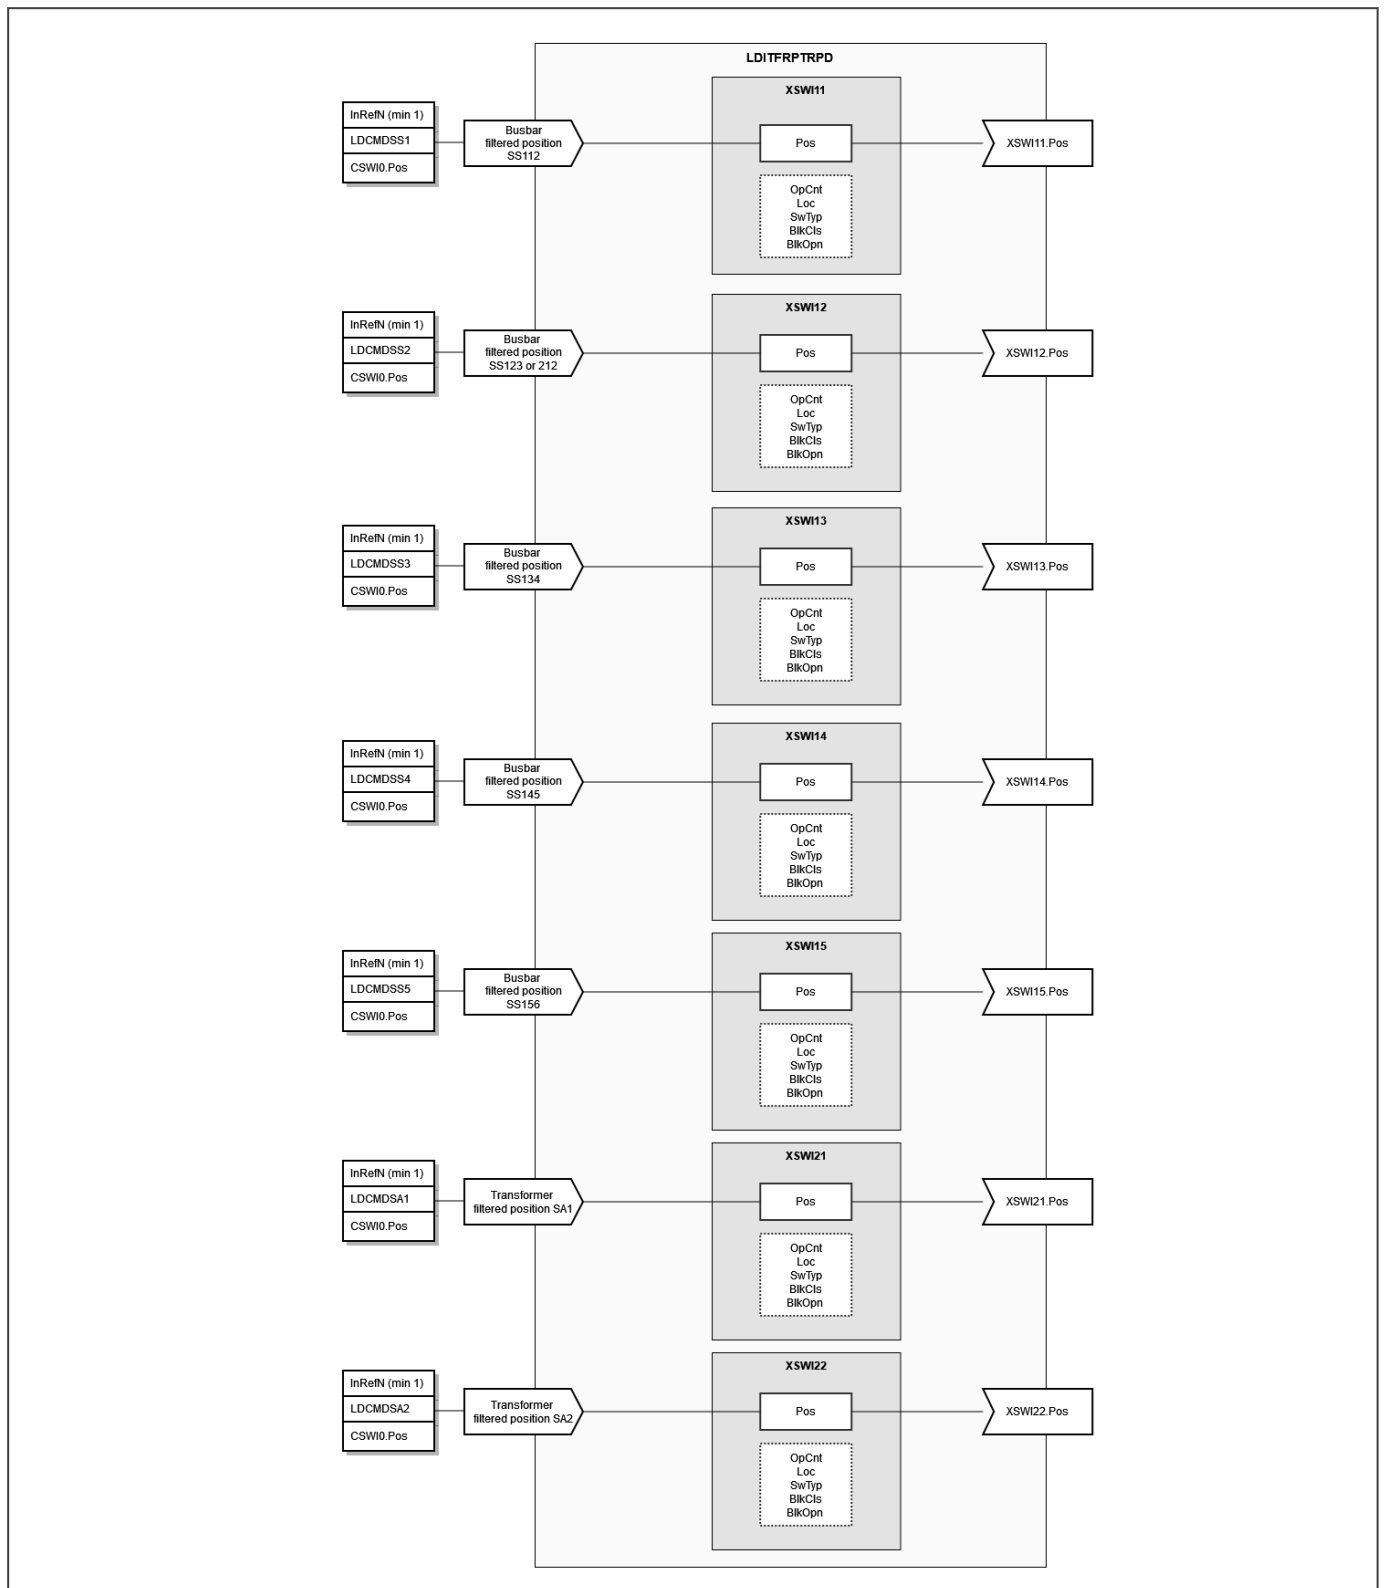 LDITFRPTRPD
XSWI11
InRefN (min 1)
LDCMDSS1
CSWI0.Pos
Busbar
filtered position
SS112
Pos
XSWI11.Pos
OpCnt
Loc
SwTyp
BlkCls
BlkOpn
XSWI12
InRefN (min 1)
LDCMDSS2
CSWI0.Pos
Busbar
filtered position
SS123 or 212
Pos
XSWI12.Pos
OpCnt
Loc
SwTyp
BlkCls
BlkOpn
XSWI13
InRefN (min 1)
LDCMDSS3
CSWI0.Pos
Busbar
filtered position
SS134
Pos
XSWI13.Pos
OpCnt
Loc
SwTyp
BlkCls
BlkOpn
XSWI14
InRefN (min 1)
LDCMDSS4
CSWI0.Pos
Busbar
filtered position
SS145
Pos
XSWI14.Pos
OpCnt
Loc
SwTyp
BlkCls
BlkOpn
XSWI15
InRefN (min 1)
LDCMDSS5
CSWI0.Pos
Busbar
filtered position
SS156
Pos
XSWI15.Pos
OpCnt
Loc
SwTyp
BlkCls
BlkOpn
XSWI21
InRefN (min 1)
LDCMDSA1
CSWI0.Pos
Transformer
filtered position SA1
Pos
XSWI21.Pos
OpCnt
Loc
SwTyp
BlkCls
BlkOpn
XSWI22
InRefN (min 1)
LDCMDSA2
CSWI0.Pos
Transformer
filtered position SA2
Pos
XSWI22.Pos
OpCnt
Loc
SwTyp
BlkCls
BlkOpn